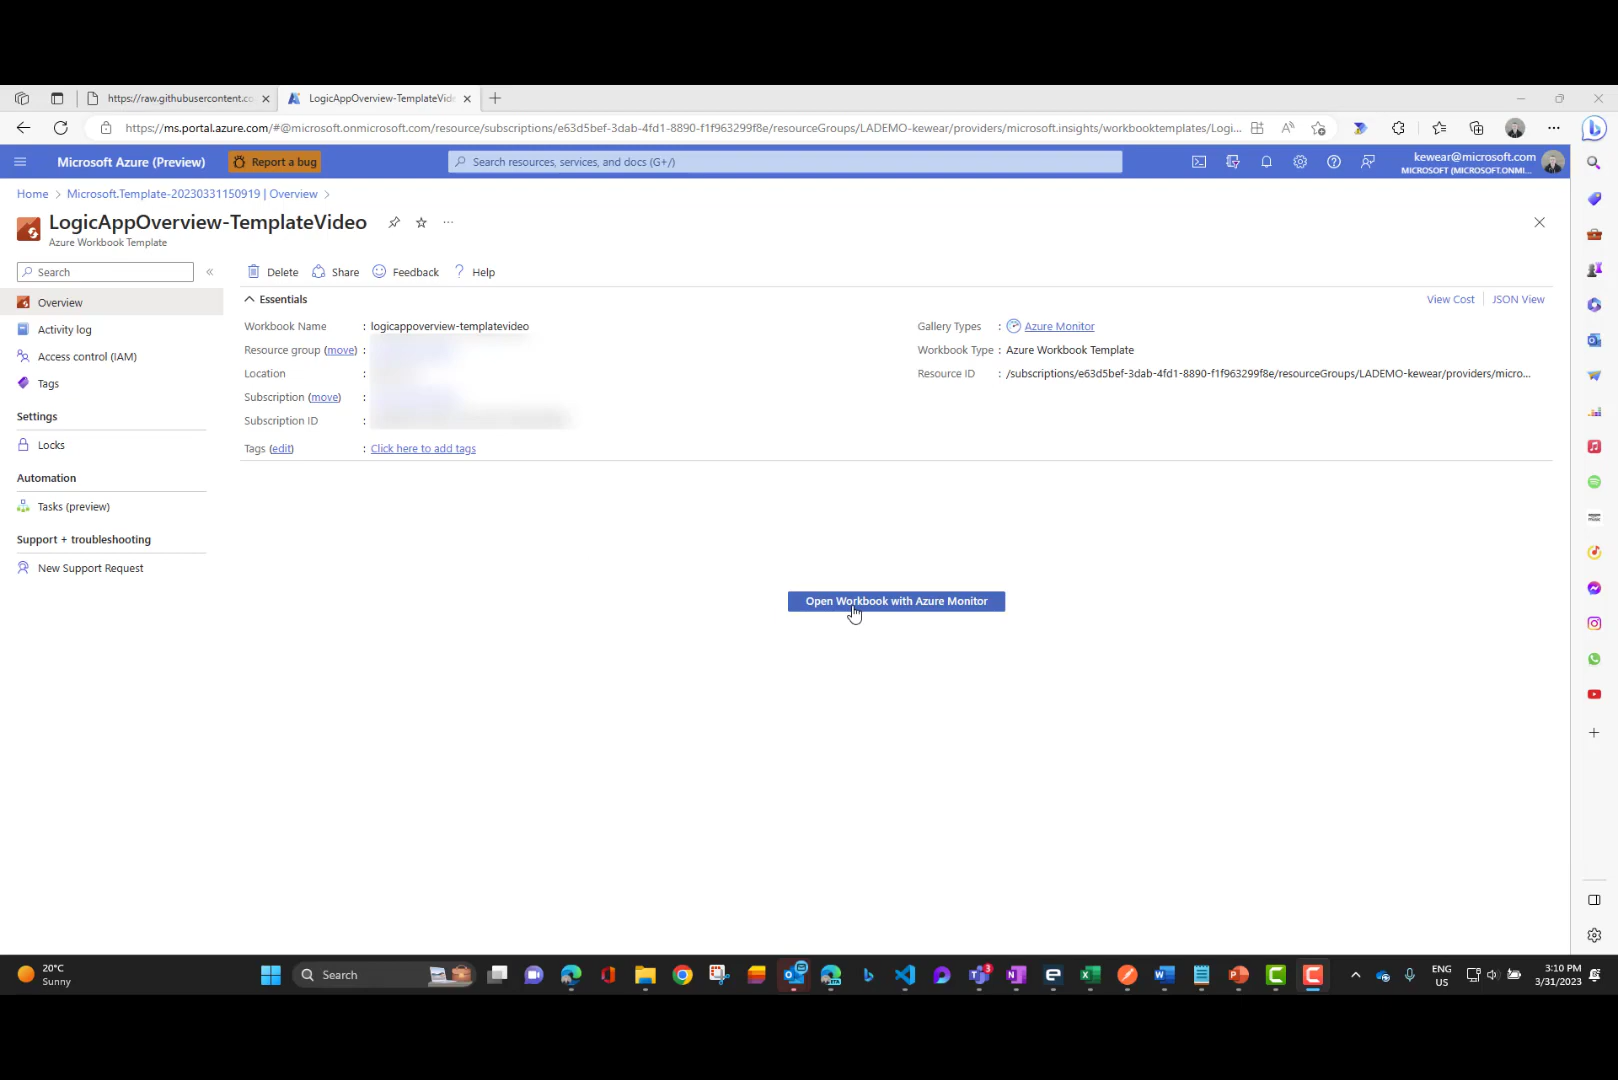 https://raw.githubusercontent.co
LogicAppOverview-TemplateVide
https://ms.portal.azure.com/#@microsoft.onmicrosoft.com/resource/subscriptions/e63d5bef-3dab-4fd1-8890-f1f963299f8e/resourceGroups/LADEMO-kewear/providers/microsoft.insights/workbooktemplates/Logi...
Microsoft Azure (Preview)
Report a bug
Search resources, services, and docs (G+/)
kewear@microsoft.com
MICROSOFT (MICROSOFT.ONMI...
Home > Microsoft.Template-20230331150919 | Overview >
LogicAppOverview-TemplateVideo
Azure Workbook Template
Search
Delete Share Feedback Help
Overview
Activity log
Access control (IAM)
Tags
Settings
Locks
Automation
Tasks (preview)
Support + troubleshooting
New Support Request
Essentials
View Cost JSON View
Workbook Name : logicappoverview-templatevideo
Resource group (move) :
Location :
Subscription (move) :
Subscription ID :
Tags (edit) : Click here to add tags
Gallery Types : Azure Monitor
Workbook Type : Azure Workbook Template
Resource ID : /subscriptions/e63d5bef-3dab-4fd1-8890-f1f963299f8e/resourceGroups/LADEMO-kewear/providers/micro...
Open Workbook with Azure Monitor
20°C
Sunny
Search
3
ENG
US
3:10 PM
3/31/2023